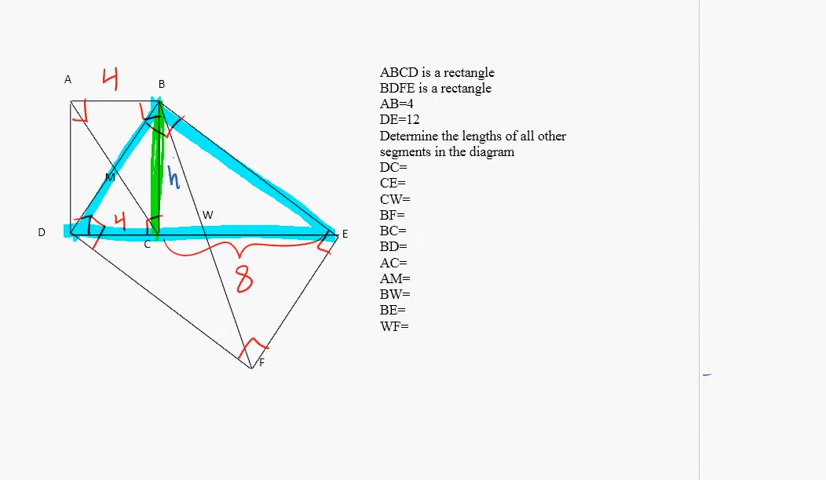 4
A
B
M
h
D
4
C
W
E
8
F
ABCD is a rectangle
BDFE is a rectangle
AB=4
DE=12
Determine the lengths of all other
segments in the diagram
DC=
CE=
CW=
BF=
BC=
BD=
AC=
AM=
BW=
BE=
WF=